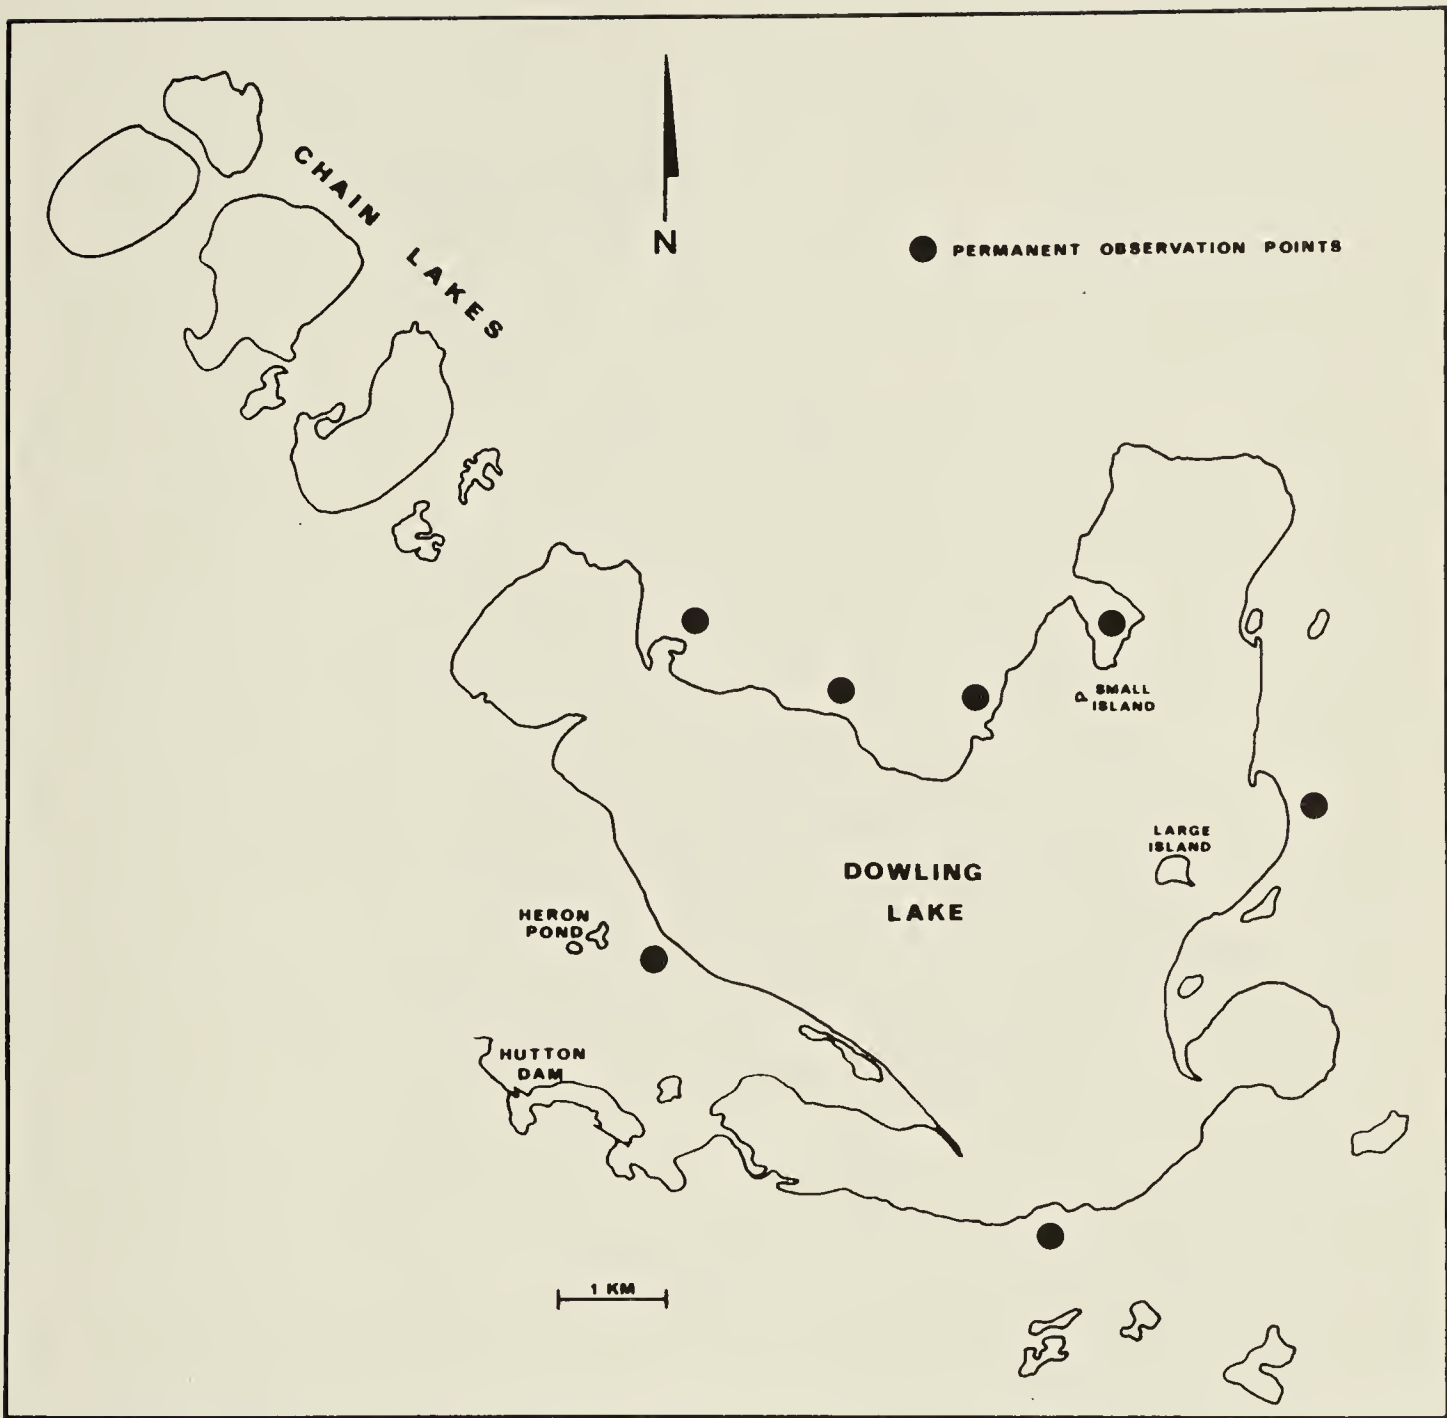 CHAIN LAKES
N
PERMANENT OBSERVATION POINTS
SMALL
ISLAND
LARGE
ISLAND
DOWLING
LAKE
HERON
POND
HUTTON
DAM
1 KM